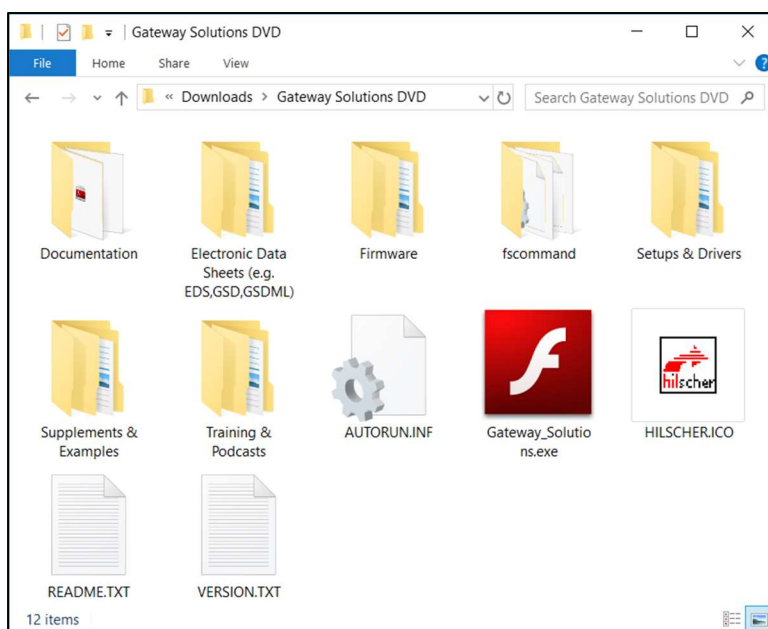 Gateway Solutions DVD
File Home Share View
« Downloads > Gateway Solutions DVD
Search Gateway Solutions DVD
Documentation
Electronic Data
Sheets (e.g.
EDS,GSD,GSDML)
Firmware
fscommand
Setups & Drivers
Supplements &
Examples
Training &
Podcasts
AUTORUN.INF
Gateway_Solutio
ns.exe
hilscher
HILSCHER.ICO
README.TXT
VERSION.TXT
12 items